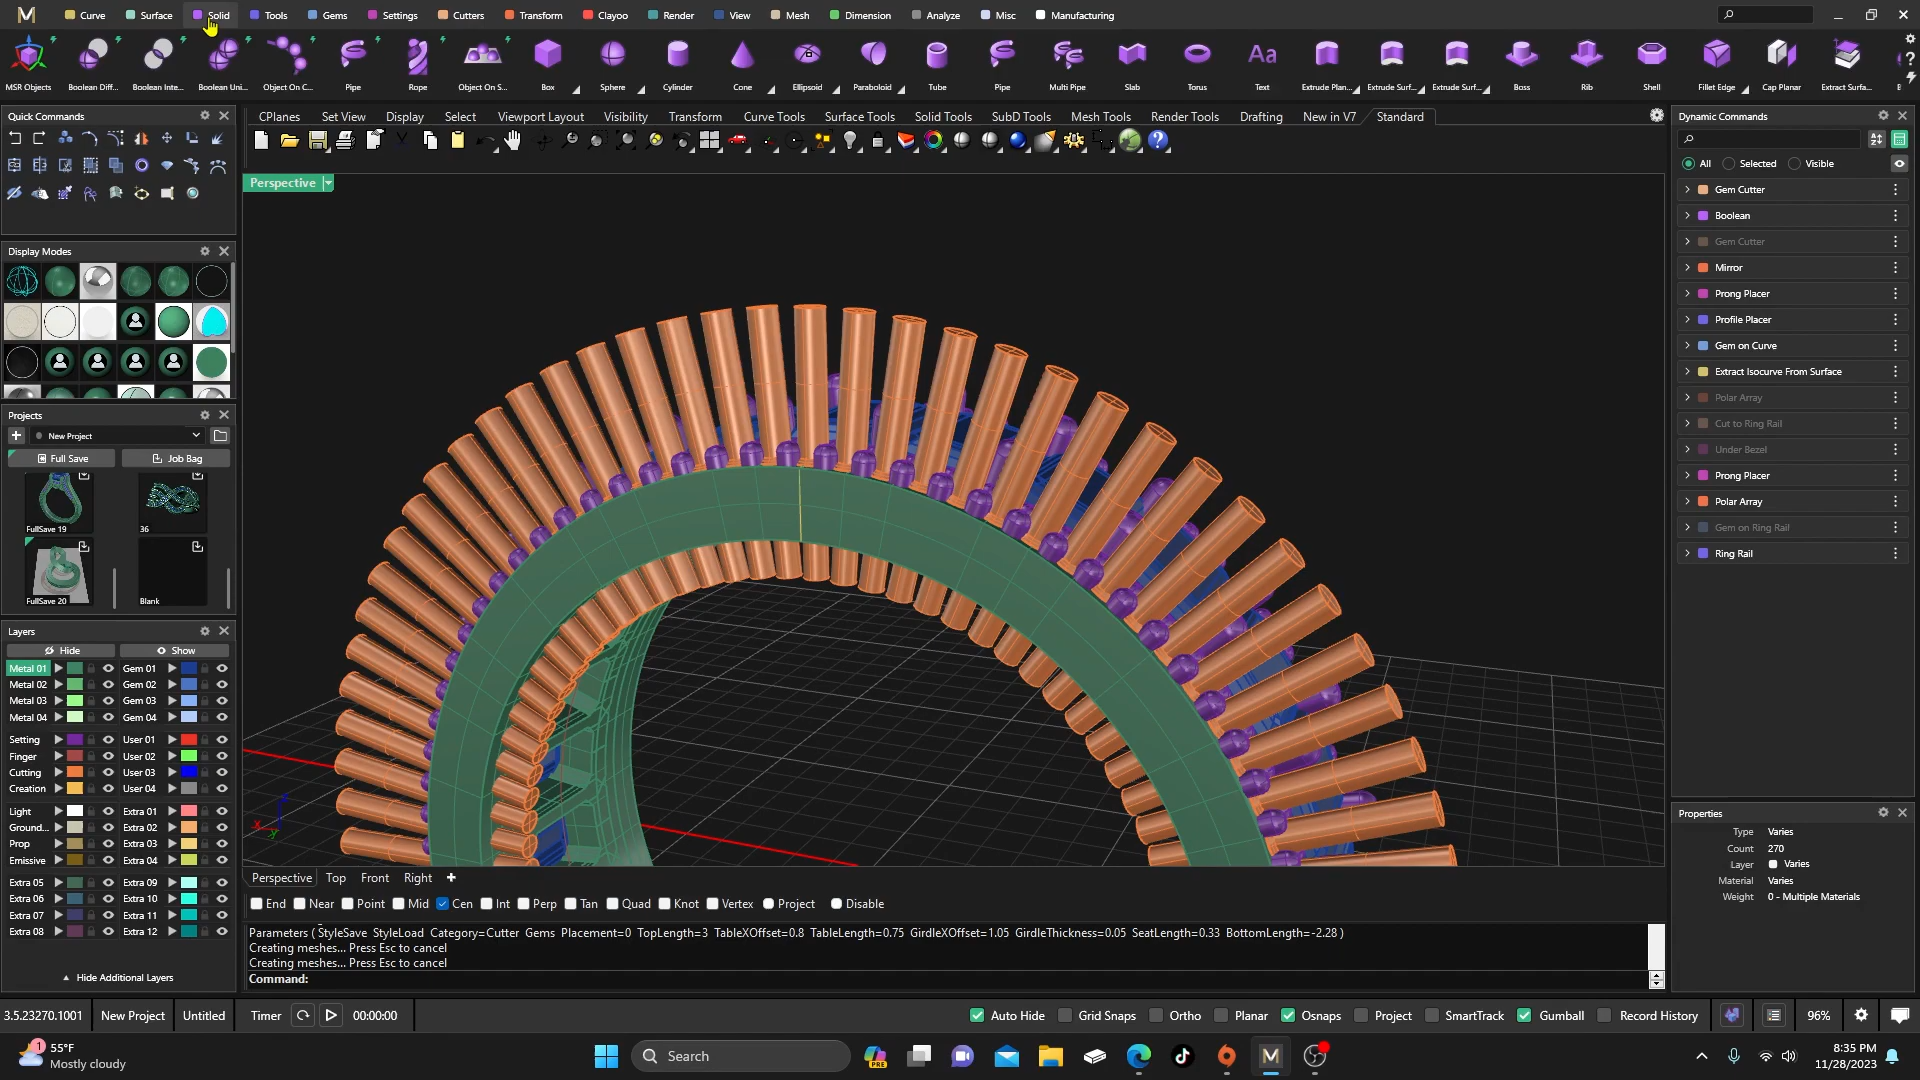 Curve Surface Solid Tools Gems Settings Cutters Transform Clayoo Render View Mesh Dimension Analyze Misc Manufacturing
MSR Objects Boolean Diff... Boolean Inte... Boolean Uni... Object On C... Pipe Rope Object On S... Box Sphere Cylinder Cone Ellipsoid Paraboloid Tube Pipe Multi Pipe Slab Torus Text Extrude Plan... Extrude Surf... Extrude Surf... Boss Rib Shell Fillet Edge Cap Planar Extract Surfa...
Quick Commands
CPlanes Set View Display Select Viewport Layout Visibility Transform Curve Tools Surface Tools Solid Tools SubD Tools Mesh Tools Render Tools Drafting New in V7 Standard
Perspective
Display Modes
Projects
New Project
Full Save Job Bag
FullSave 19 36
FullSave 20 Blank
Layers
Hide Show
Metal 01 Gem 01
Metal 02 Gem 02
Metal 03 Gem 03
Metal 04 Gem 04
Setting User 01
Finger User 02
Cutting User 03
Creation User 04
Light Extra 01
Ground... Extra 02
Prop Extra 03
Emissive Extra 04
Extra 05 Extra 09
Extra 06 Extra 10
Extra 07 Extra 11
Extra 08 Extra 12
Hide Additional Layers
Aa
x
y
z
Perspective Top Front Right
End Near Point Mid Cen Int Perp Tan Quad Knot Vertex Project Disable
Parameters ( StyleSave StyleLoad Category=Cutter Gems Placement=0 TopLength=3 TableXOffset=0.8 TableLength=0.75 GirdleXOffset=1.05 GirdleThickness=0.05 SeatLength=0.33 BottomLength=-2.28 )
Creating meshes... Press Esc to cancel
Creating meshes... Press Esc to cancel
Command:
Dynamic Commands
All Selected Visible
Gem Cutter
Boolean
Gem Cutter
Mirror
Prong Placer
Profile Placer
Gem on Curve
Extract Isocurve From Surface
Polar Array
Cut to Ring Rail
Under Bezel
Prong Placer
Polar Array
Gem on Ring Rail
Ring Rail
Properties
Type Varies
Count 270
Layer Varies
Material Varies
Weight 0 - Multiple Materials
3.5.23270.1001 New Project Untitled Timer 00:00:00 Auto Hide Grid Snaps Ortho Planar Osnaps Project SmartTrack Gumball Record History 96%
1
55°F
Mostly cloudy
Search
PRE
8:35 PM
11/28/2023